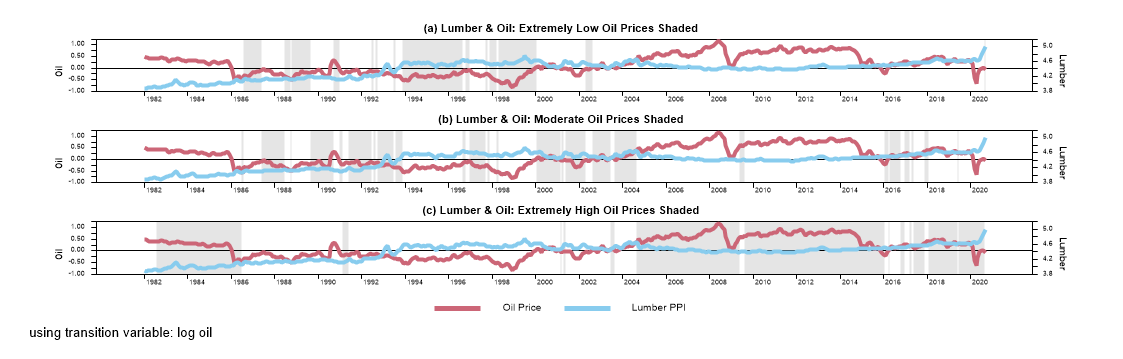 (a) Lumber & Oil: Extremely Low Oil Prices Shaded
1.00
0.50
0.00
-0.50
-1.00
Oil
5.0
4.6
4.2
3.8
Lumber
1982 1984 1986 1988 1990 1992 1994 1996 1998 2000 2002 2004 2006 2008 2010 2012 2014 2016 2018 2020
(b) Lumber & Oil: Moderate Oil Prices Shaded
1.00
0.50
0.00
-0.50
-1.00
Oil
5.0
4.6
4.2
3.8
Lumber
1982 1984 1986 1988 1990 1992 1994 1996 1998 2000 2002 2004 2006 2008 2010 2012 2014 2016 2018 2020
(c) Lumber & Oil: Extremely High Oil Prices Shaded
1.00
0.50
0.00
-0.50
-1.00
Oil
5.0
4.6
4.2
3.8
Lumber
1982 1984 1986 1988 1990 1992 1994 1996 1998 2000 2002 2004 2006 2008 2010 2012 2014 2016 2018 2020
Oil Price Lumber PPI
using transition variable: log oil